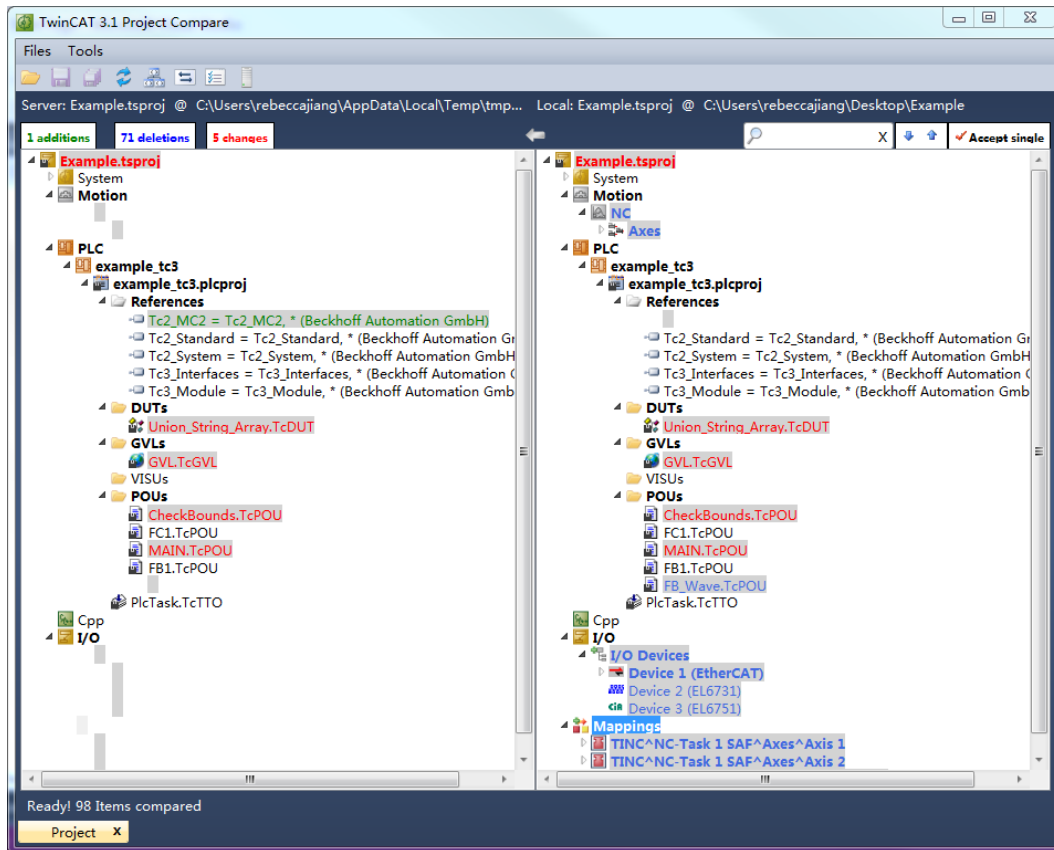 TwinCAT 3.1 Project Compare
Files Tools
Server: Example.tsproj @ C:\Users\rebeccajiang\AppData\Local\Temp\tmp... Local: Example.tsproj @ C:\Users\rebeccajiang\Desktop\Example
1 additions 71 deletions 5 changes X Accept single
Example.tsproj
System
Motion
PLC
example_tc3
example_tc3.plcproj
References
Tc2_MC2 = Tc2_MC2, * (Beckhoff Automation GmbH)
Tc2_Standard = Tc2_Standard, * (Beckhoff Automation Gr
Tc2_System = Tc2_System, * (Beckhoff Automation GmbH
Tc3_Interfaces = Tc3_Interfaces, * (Beckhoff Automation (
Tc3_Module = Tc3_Module, * (Beckhoff Automation Gmb
DUTs
Union_String_Array.TcDUT
GVLs
GVL.TcGVL
VISUs
POUs
CheckBounds.TcPOU
FC1.TcPOU
MAIN.TcPOU
FB1.TcPOU
PlcTask.TcTTO
Cpp
I/O
Example.tsproj
System
Motion
NC
Axes
PLC
example_tc3
example_tc3.plcproj
References
Tc2_Standard = Tc2_Standard, * (Beckhoff Automation Gr
Tc2_System = Tc2_System, * (Beckhoff Automation GmbH
Tc3_Interfaces = Tc3_Interfaces, * (Beckhoff Automation (
Tc3_Module = Tc3_Module, * (Beckhoff Automation Gmb
DUTs
Union_String_Array.TcDUT
GVLs
GVL.TcGVL
VISUs
POUs
CheckBounds.TcPOU
FC1.TcPOU
MAIN.TcPOU
FB1.TcPOU
FB_Wave.TcPOU
PlcTask.TcTTO
Cpp
I/O
I/O Devices
Device 1 (EtherCAT)
Device 2 (EL6731)
Device 3 (EL6751)
Mappings
TINC^NC-Task 1 SAF^Axes^Axis 1
TINC^NC-Task 1 SAF^Axes^Axis 2
Ready! 98 Items compared
Project X